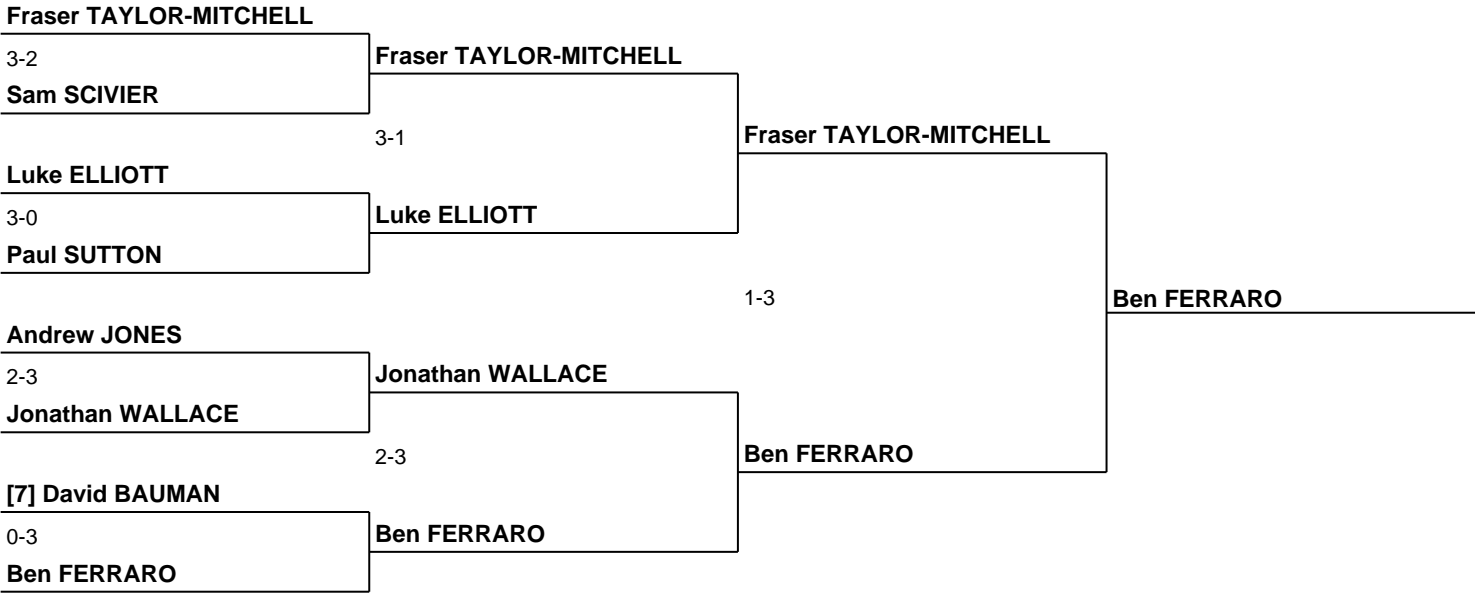 Fraser TAYLOR-MITCHELL
3-2
Fraser TAYLOR-MITCHELL
Sam SCIVIER
3-1
Fraser TAYLOR-MITCHELL
Luke ELLIOTT
3-0
Luke ELLIOTT
Paul SUTTON
1-3
Ben FERRARO
Andrew JONES
2-3
Jonathan WALLACE
Jonathan WALLACE
2-3
Ben FERRARO
[7] David BAUMAN
0-3
Ben FERRARO
Ben FERRARO